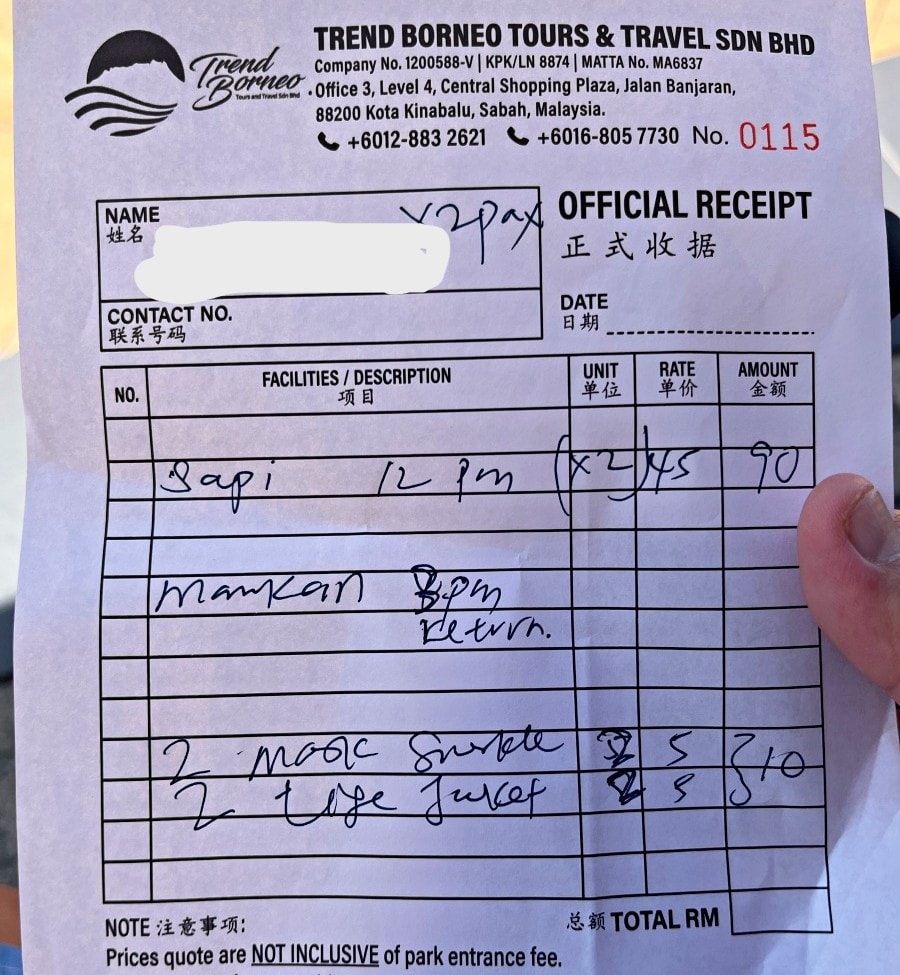 Trend Borneo
Tours and Travel Sdn Bhd
TREND BORNEO TOURS & TRAVEL SDN BHD
Company No. 1200588-V | KPK/LN 8874 | MATTA No. MA6837
Office 3, Level 4, Central Shopping Plaza, Jalan Banjaran,
88200 Kota Kinabalu, Sabah, Malaysia.
+6012-883 2621 +6016-805 7730 No. 0115
NAME
姓名
x2pax
OFFICIAL RECEIPT
正式收据
CONTACT NO.
联系号码
DATE
日期
NO. FACILITIES / DESCRIPTION UNIT RATE AMOUNT
项目 单位 单价 金额
Sapi 12 pm (x2) 45 90
Mamkan 3pm
return.
2 mask snorkle 2 5 } 10
2 life jacket 2 5
NOTE 注意事项:
总额 TOTAL RM
Prices quote are NOT INCLUSIVE of park entrance fee.